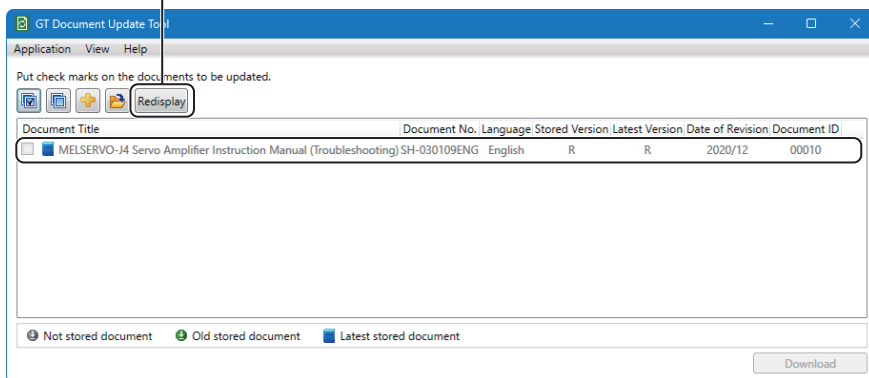 GT Document Update Tool
Application View Help
Put check marks on the documents to be updated.
Redisplay
Document Title Document No. Language Stored Version Latest Version Date of Revision Document ID
MELSERVO-J4 Servo Amplifier Instruction Manual (Troubleshooting) SH-030109ENG English R R 2020/12 00010
Not stored document Old stored document Latest stored document
Download